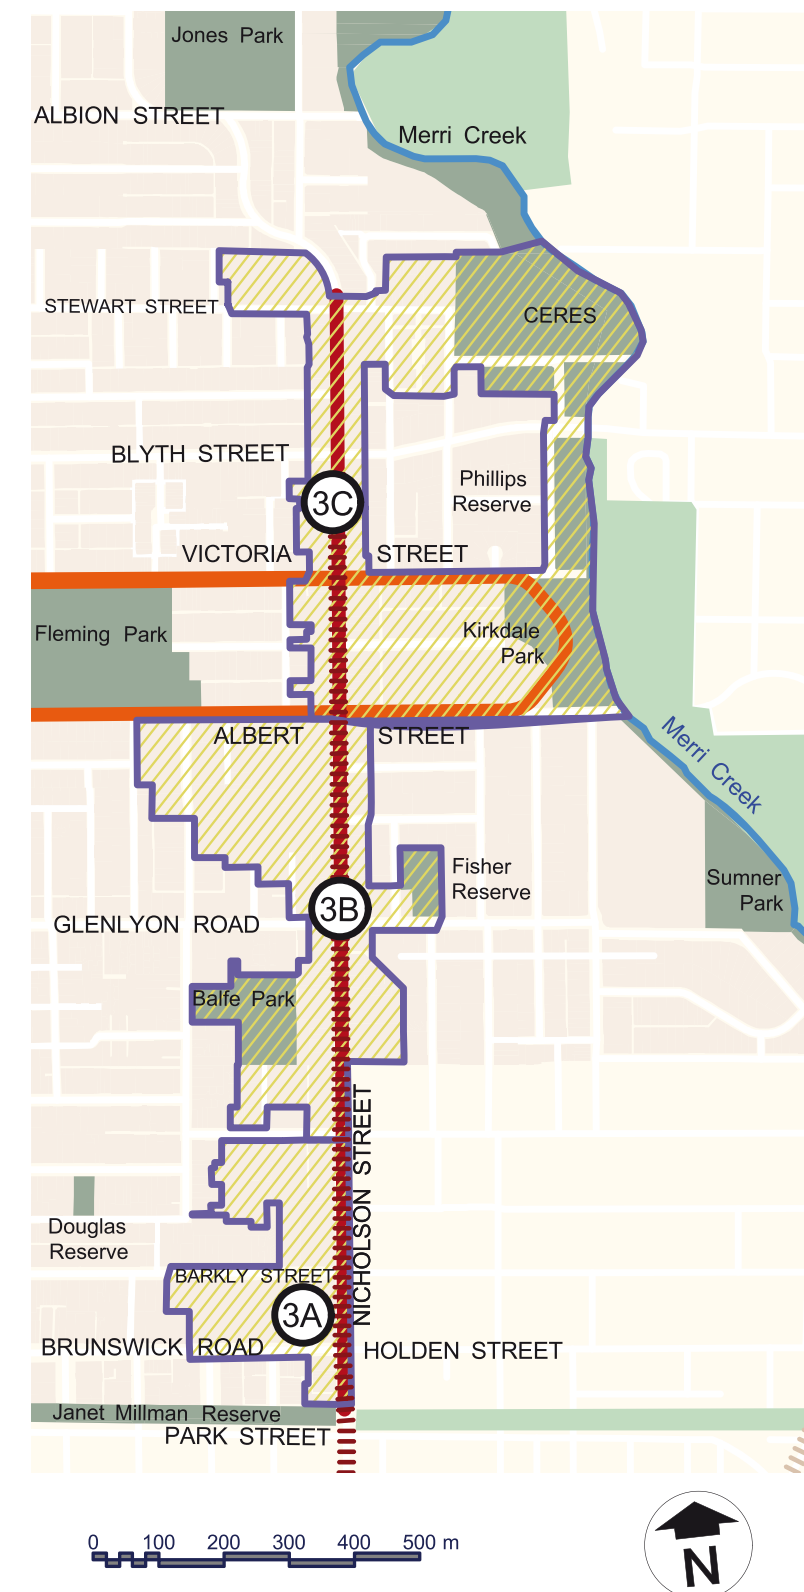 Jones Park
ALBION STREET
Merri Creek
STEWART STREET
CERES
BLYTH STREET
Phillips
Reserve
3C
VICTORIA STREET
Fleming Park
Kirkdale
Park
ALBERT STREET
Merri Creek
Fisher
Reserve
Sumner
Park
3B
GLENLYON ROAD
Balfe Park
NICHOLSON STREET
Douglas
Reserve
BARKLY STREET
3A
BRUNSWICK ROAD
HOLDEN STREET
Janet Millman Reserve
PARK STREET
0 100 200 300 400 500 m
N